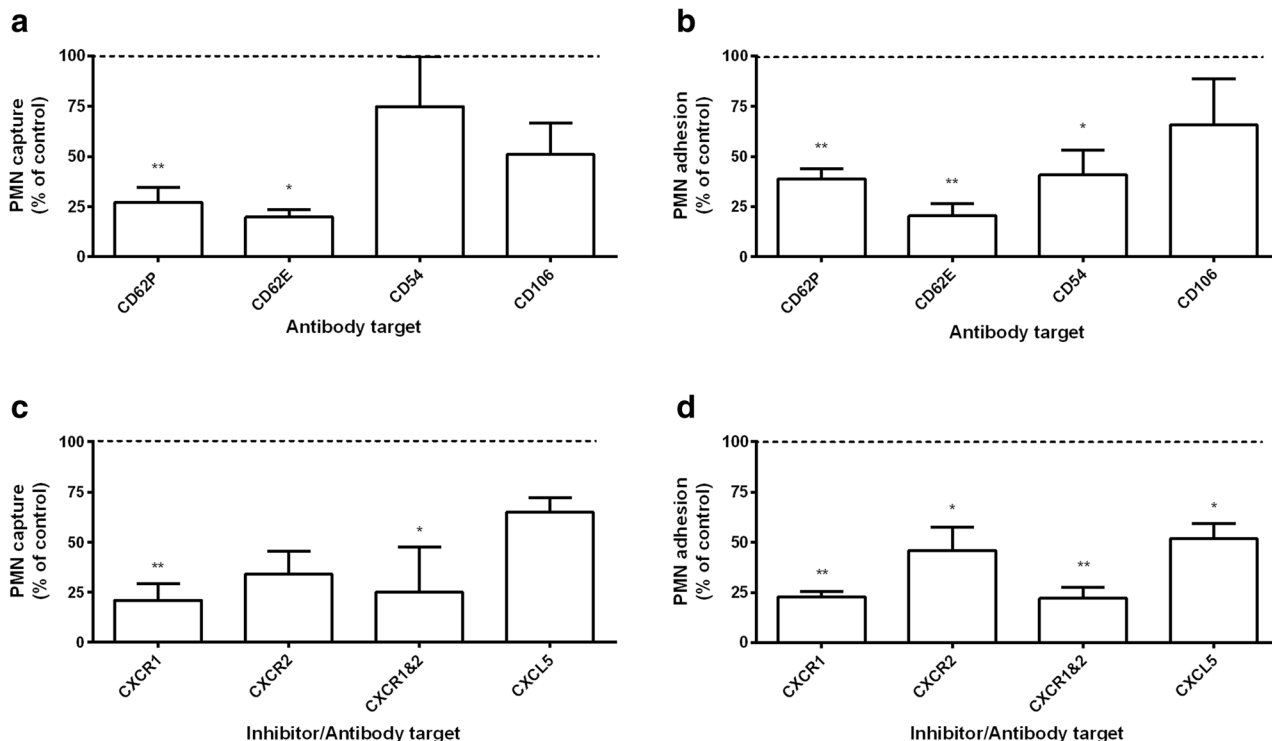 a
PMN capture
(% of control)
100
75
50
25
0
**
*
CD62P
CD62E
CD54
CD106
Antibody target
b
PMN adhesion
(% of control)
100
75
50
25
0
**
**
*
CD62P
CD62E
CD54
CD106
Antibody target
c
PMN capture
(% of control)
100
75
50
25
0
**
*
CXCR1
CXCR2
CXCR1&2
CXCL5
Inhibitor/Antibody target
d
PMN adhesion
(% of control)
100
75
50
25
0
**
*
**
*
CXCR1
CXCR2
CXCR1&2
CXCL5
Inhibitor/Antibody target